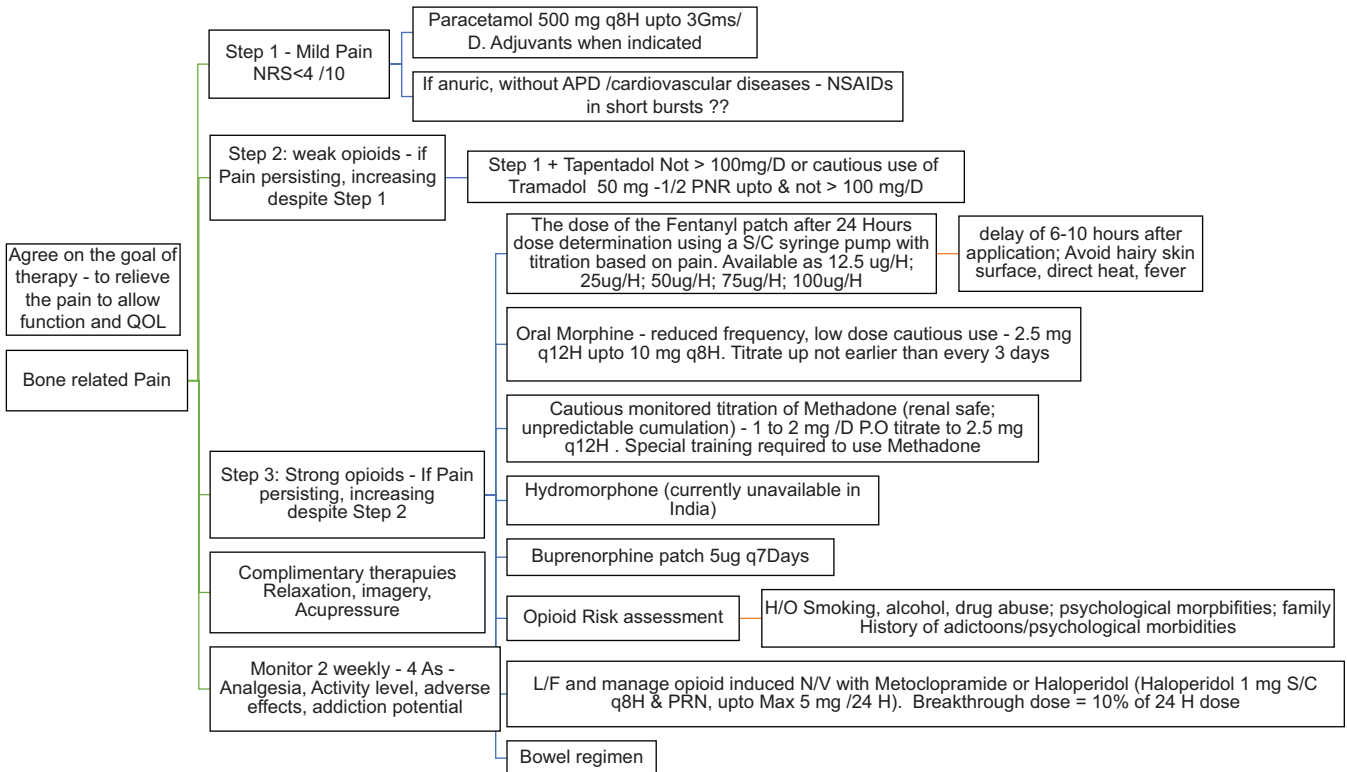 Agree on the goal of
therapy - to relieve
the pain to allow
function and QOL
Bone related Pain
Step 1 - Mild Pain
NRS<4 /10
Paracetamol 500 mg q8H upto 3Gms/
D. Adjuvants when indicated
If anuric, without APD /cardiovascular diseases - NSAIDs
in short bursts ??
Step 2: weak opioids - if
Pain persisting, increasing
despite Step 1
Step 1 + Tapentadol Not > 100mg/D or cautious use of
Tramadol 50 mg -1/2 PNR upto & not > 100 mg/D
Step 3: Strong opioids - If Pain
persisting, increasing
despite Step 2
The dose of the Fentanyl patch after 24 Hours
dose determination using a S/C syringe pump with
titration based on pain. Available as 12.5 ug/H;
25ug/H; 50ug/H; 75ug/H; 100ug/H
delay of 6-10 hours after
application; Avoid hairy skin
surface, direct heat, fever
Oral Morphine - reduced frequency, low dose cautious use - 2.5 mg
q12H upto 10 mg q8H. Titrate up not earlier than every 3 days
Cautious monitored titration of Methadone (renal safe;
unpredictable cumulation) - 1 to 2 mg /D P.O titrate to 2.5 mg
q12H . Special training required to use Methadone
Hydromorphone (currently unavailable in
India)
Buprenorphine patch 5ug q7Days
Opioid Risk assessment
H/O Smoking, alcohol, drug abuse; psychological morpbifities; family
History of adictoons/psychological morbidities
L/F and manage opioid induced N/V with Metoclopramide or Haloperidol (Haloperidol 1 mg S/C
q8H & PRN, upto Max 5 mg /24 H). Breakthrough dose = 10% of 24 H dose
Bowel regimen
Complimentary therapuies
Relaxation, imagery,
Acupressure
Monitor 2 weekly - 4 As -
Analgesia, Activity level, adverse
effects, addiction potential